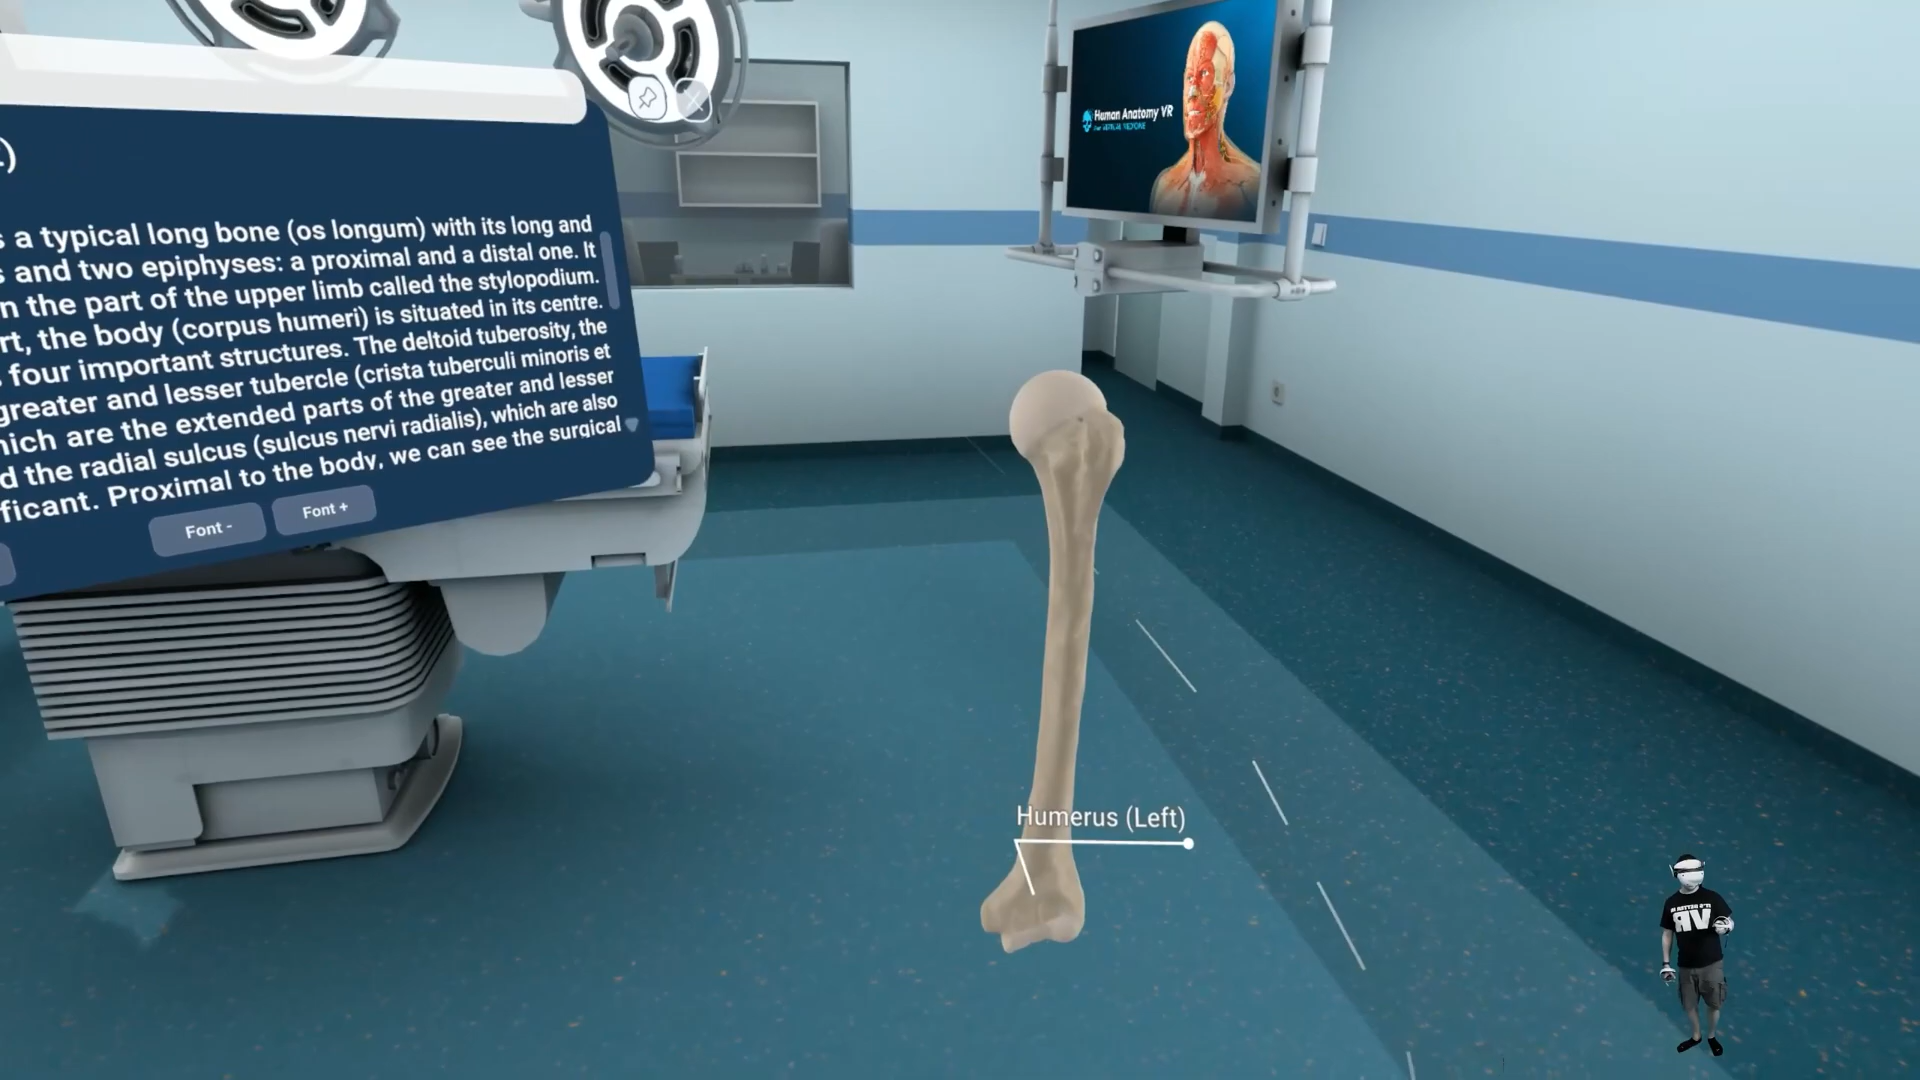 Human Anatomy VR
s a typical long bone (os longum) with its long and
s and two epiphyses: a proximal and a distal one. It
n the part of the upper limb called the stylopodium.
rt, the body (corpus humeri) is situated in its centre.
four important structures. The deltoid tuberosity, the
greater and lesser tubercle (crista tuberculi minoris et
hich are the extended parts of the greater and lesser
d the radial sulcus (sulcus nervi radialis), which are also
ficant. Proximal to the body, we can see the surgical
Font -
Font +
Humerus (Left)
VR